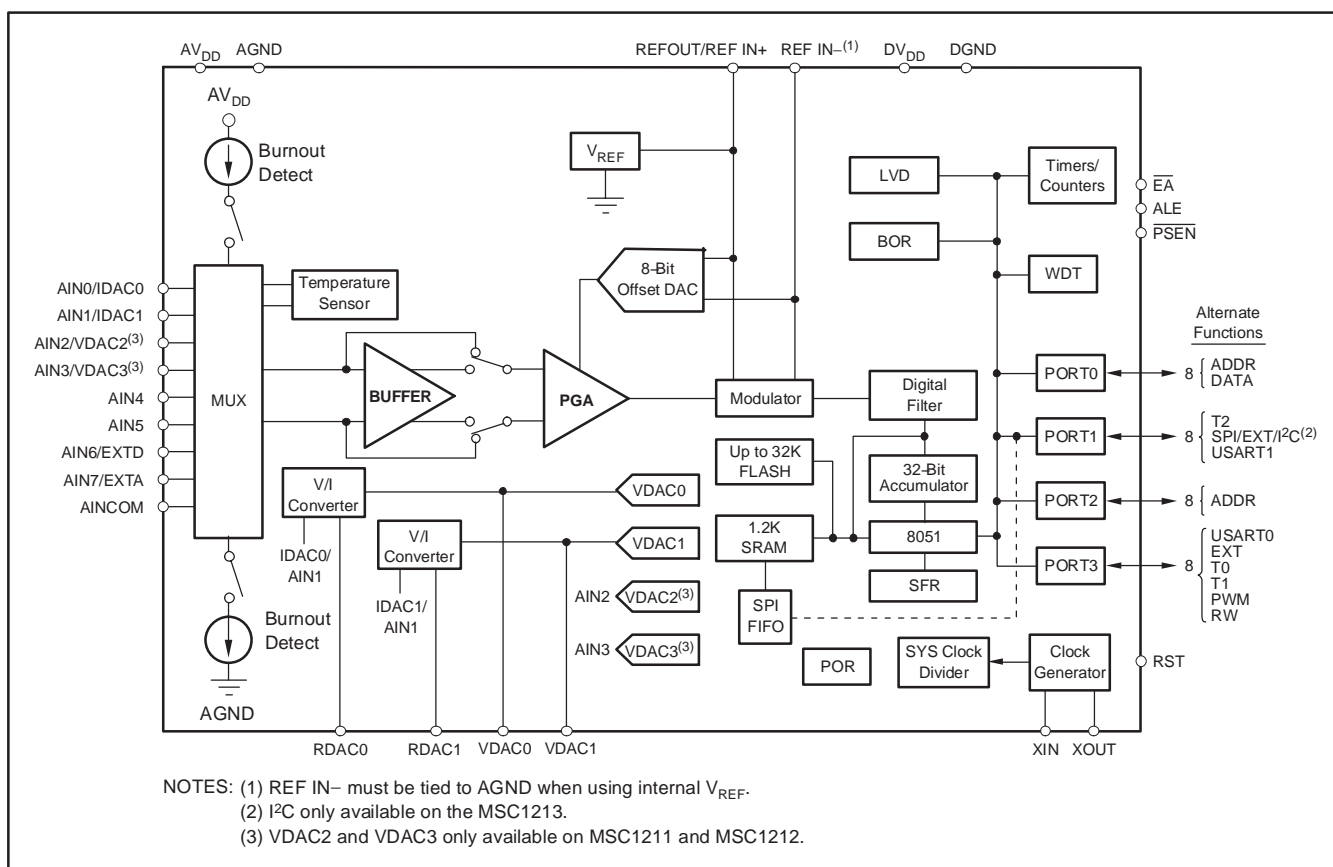 AVDD
AGND
REFOUT/REF IN+
REF IN−(1)
DVDD
DGND
AVDD
Burnout
Detect
VREF
LVD
Timers/
Counters
EA
ALE
PSEN
BOR
WDT
8−Bit
Offset DAC
Temperature
Sensor
AIN0/IDAC0
AIN1/IDAC1
AIN2/VDAC2(3)
AIN3/VDAC3(3)
AIN4
AIN5
AIN6/EXTD
AIN7/EXTA
AINCOM
MUX
BUFFER
PGA
Modulator
Digital
Filter
Alternate
Functions
PORT0
8
ADDR
DATA
PORT1
8
T2
SPI/EXT/I2C(2)
USART1
PORT2
8
ADDR
PORT3
8
USART0
EXT
T0
T1
PWM
RW
Up to 32K
FLASH
32−Bit
Accumulator
V/I
Converter
VDAC0
V/I
Converter
VDAC1
1.2K
SRAM
8051
SFR
IDAC0/
AIN1
IDAC1/
AIN1
AIN2
VDAC2(3)
AIN3
VDAC3(3)
SPI
FIFO
Burnout
Detect
AGND
POR
SYS Clock
Divider
Clock
Generator
RST
RDAC0
RDAC1
VDAC0
VDAC1
XIN
XOUT
NOTES: (1) REF IN− must be tied to AGND when using internal VREF.
(2) I2C only available on the MSC1213.
(3) VDAC2 and VDAC3 only available on MSC1211 and MSC1212.